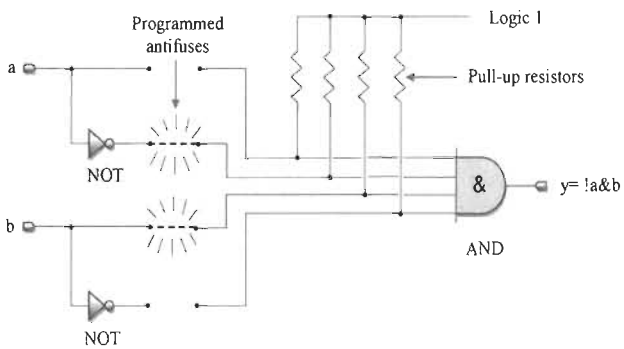 Programmed
antifuses
Logic 1
a
Pull-up resistors
NOT
&
y= !a&b
b
AND
NOT